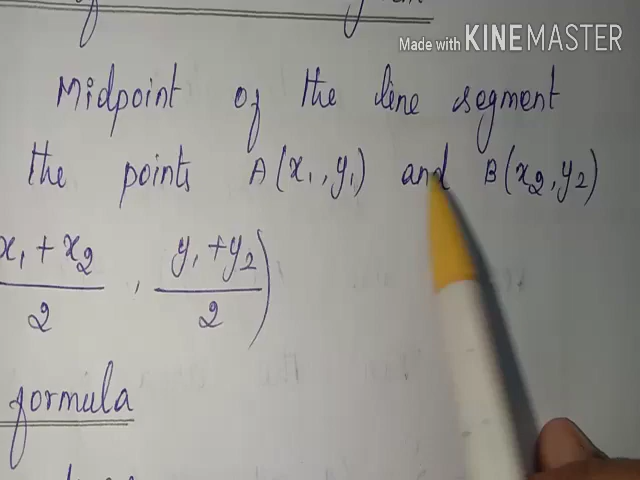 Made with KINEMASTER
Midpoint of the line segment
the points A(x₁, y₁) and B(x₂, y₂)
x₁ + x₂ / 2 , y₁ + y₂ / 2 )
formula